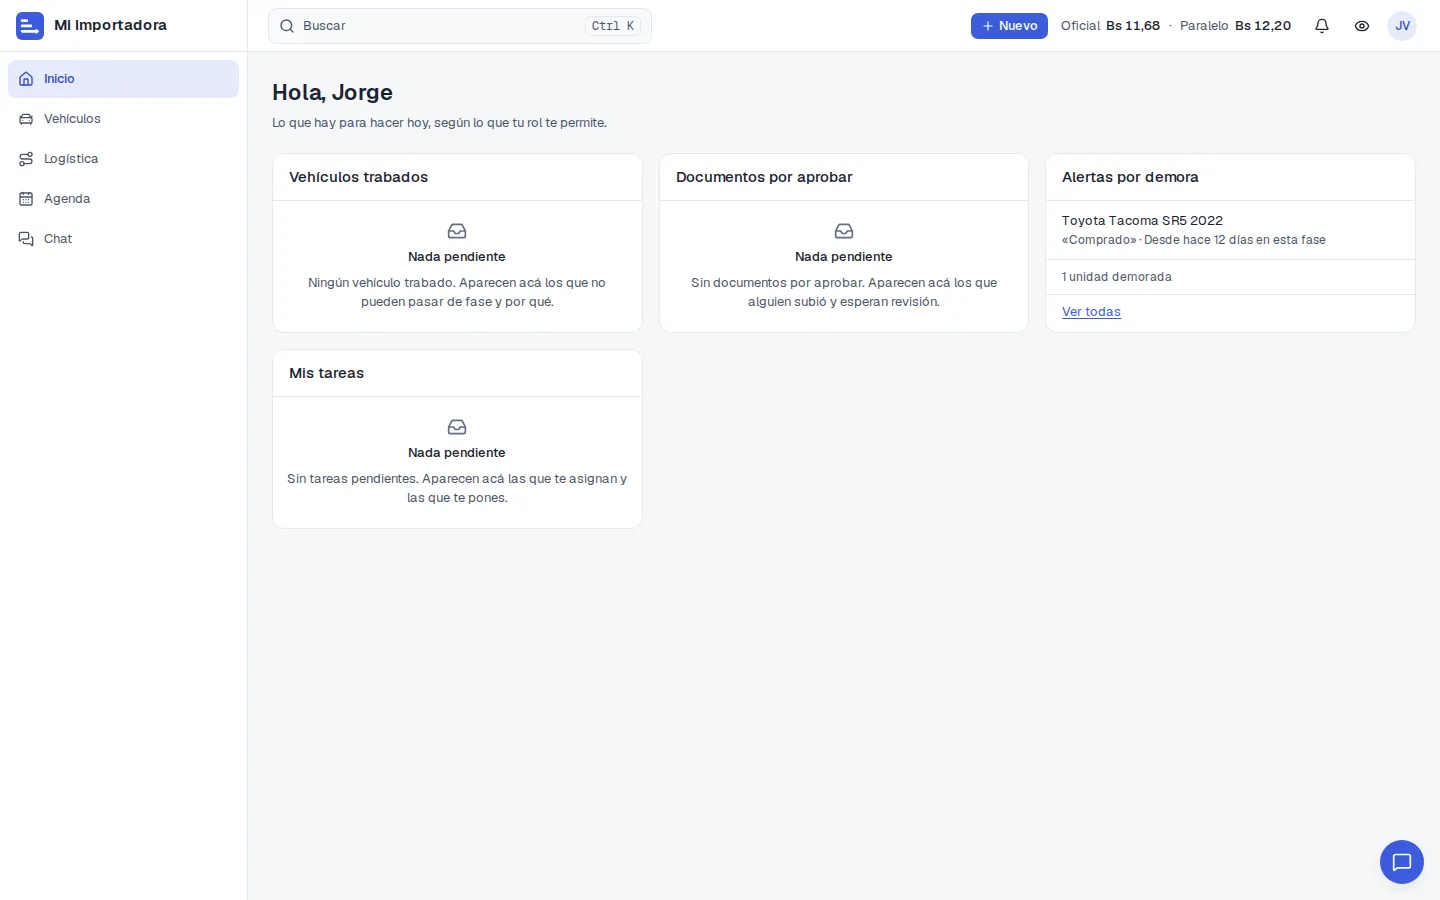 Mi Importadora
Buscar
Ctrl K
Nuevo
Oficial Bs 11,68 · Paralelo Bs 12,20
JV
Inicio
Vehículos
Logística
Agenda
Chat
Hola, Jorge
Lo que hay para hacer hoy, según lo que tu rol te permite.
Vehículos trabados
Nada pendiente
Ningún vehículo trabado. Aparecen acá los que no
pueden pasar de fase y por qué.
Documentos por aprobar
Nada pendiente
Sin documentos por aprobar. Aparecen acá los que
alguien subió y esperan revisión.
Alertas por demora
Toyota Tacoma SR5 2022
«Comprado» · Desde hace 12 días en esta fase
1 unidad demorada
Ver todas
Mis tareas
Nada pendiente
Sin tareas pendientes. Aparecen acá las que te asignan y
las que te pones.